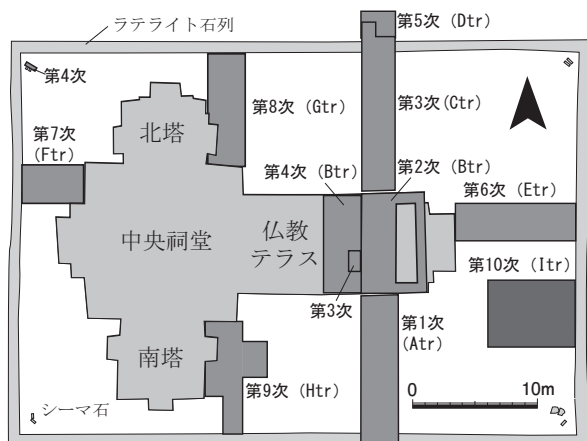 ラテライト石列
第5次 (Dtr)
第4次
第8次 (Gtr)
第3次(Ctr)
北塔
第7次
(Ftr)
第4次 (Btr)
第2次 (Btr)
第6次 (Etr)
中央祠堂
仏教
テラス
第10次 (Itr)
第3次
第1次
(Atr)
南塔
第9次 (Htr)
シーマ石
0
10m